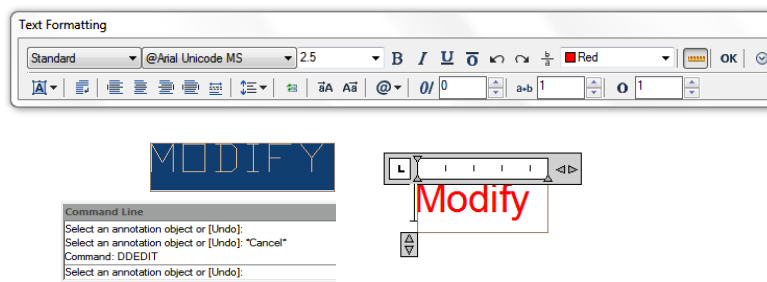 Text Formatting
Standard @Arial Unicode MS 2.5 B I U O b/a Red OK
A aA Aa @ 0/ 0 a•b 1 O 1
MODIFY
L
Modify
Command Line
Select an annotation object or [Undo]:
Select an annotation object or [Undo]: *Cancel*
Command: DDEDIT
Select an annotation object or [Undo]: